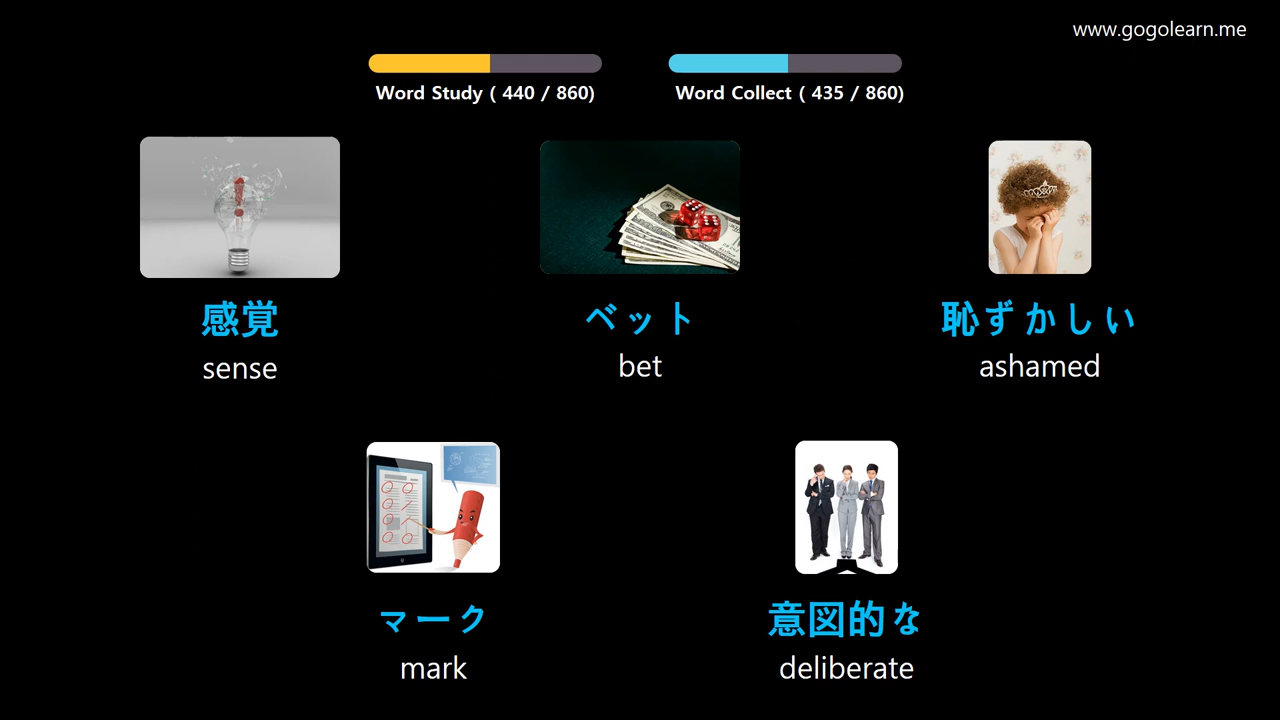 www.gogolearn.me
Word Study ( 440 / 860)
Word Collect ( 435 / 860)
感覚
sense
ベット
bet
恥ずかしい
ashamed
マーク
mark
意図的な
deliberate